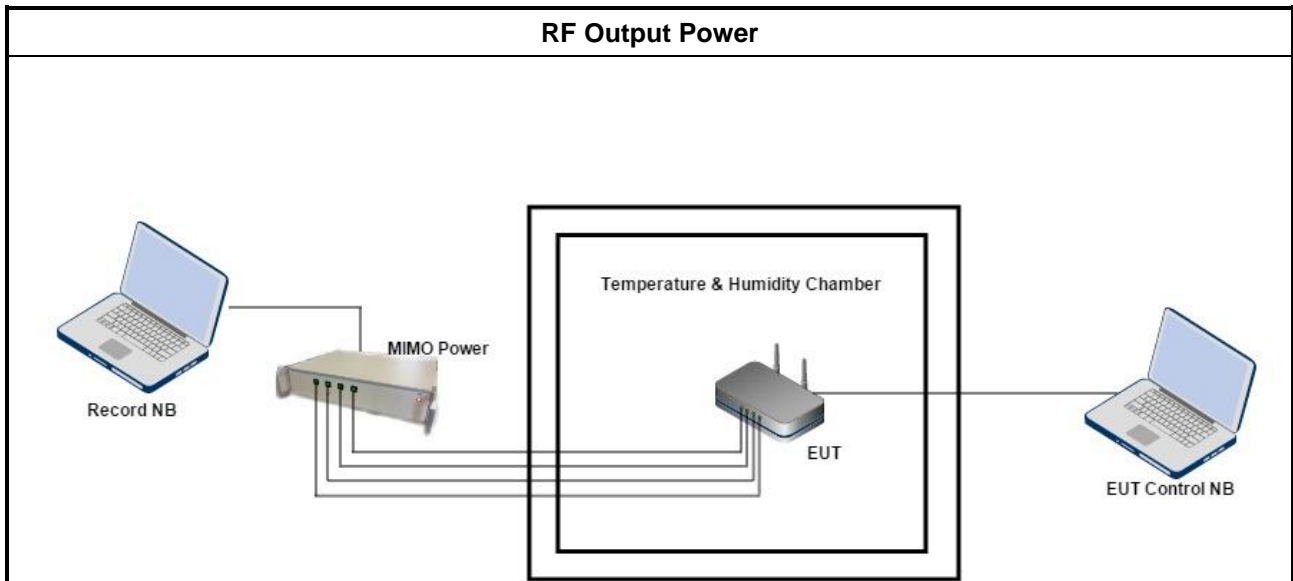 RF Output Power
Temperature & Humidity Chamber
MIMO Power
Record NB
EUT
EUT Control NB